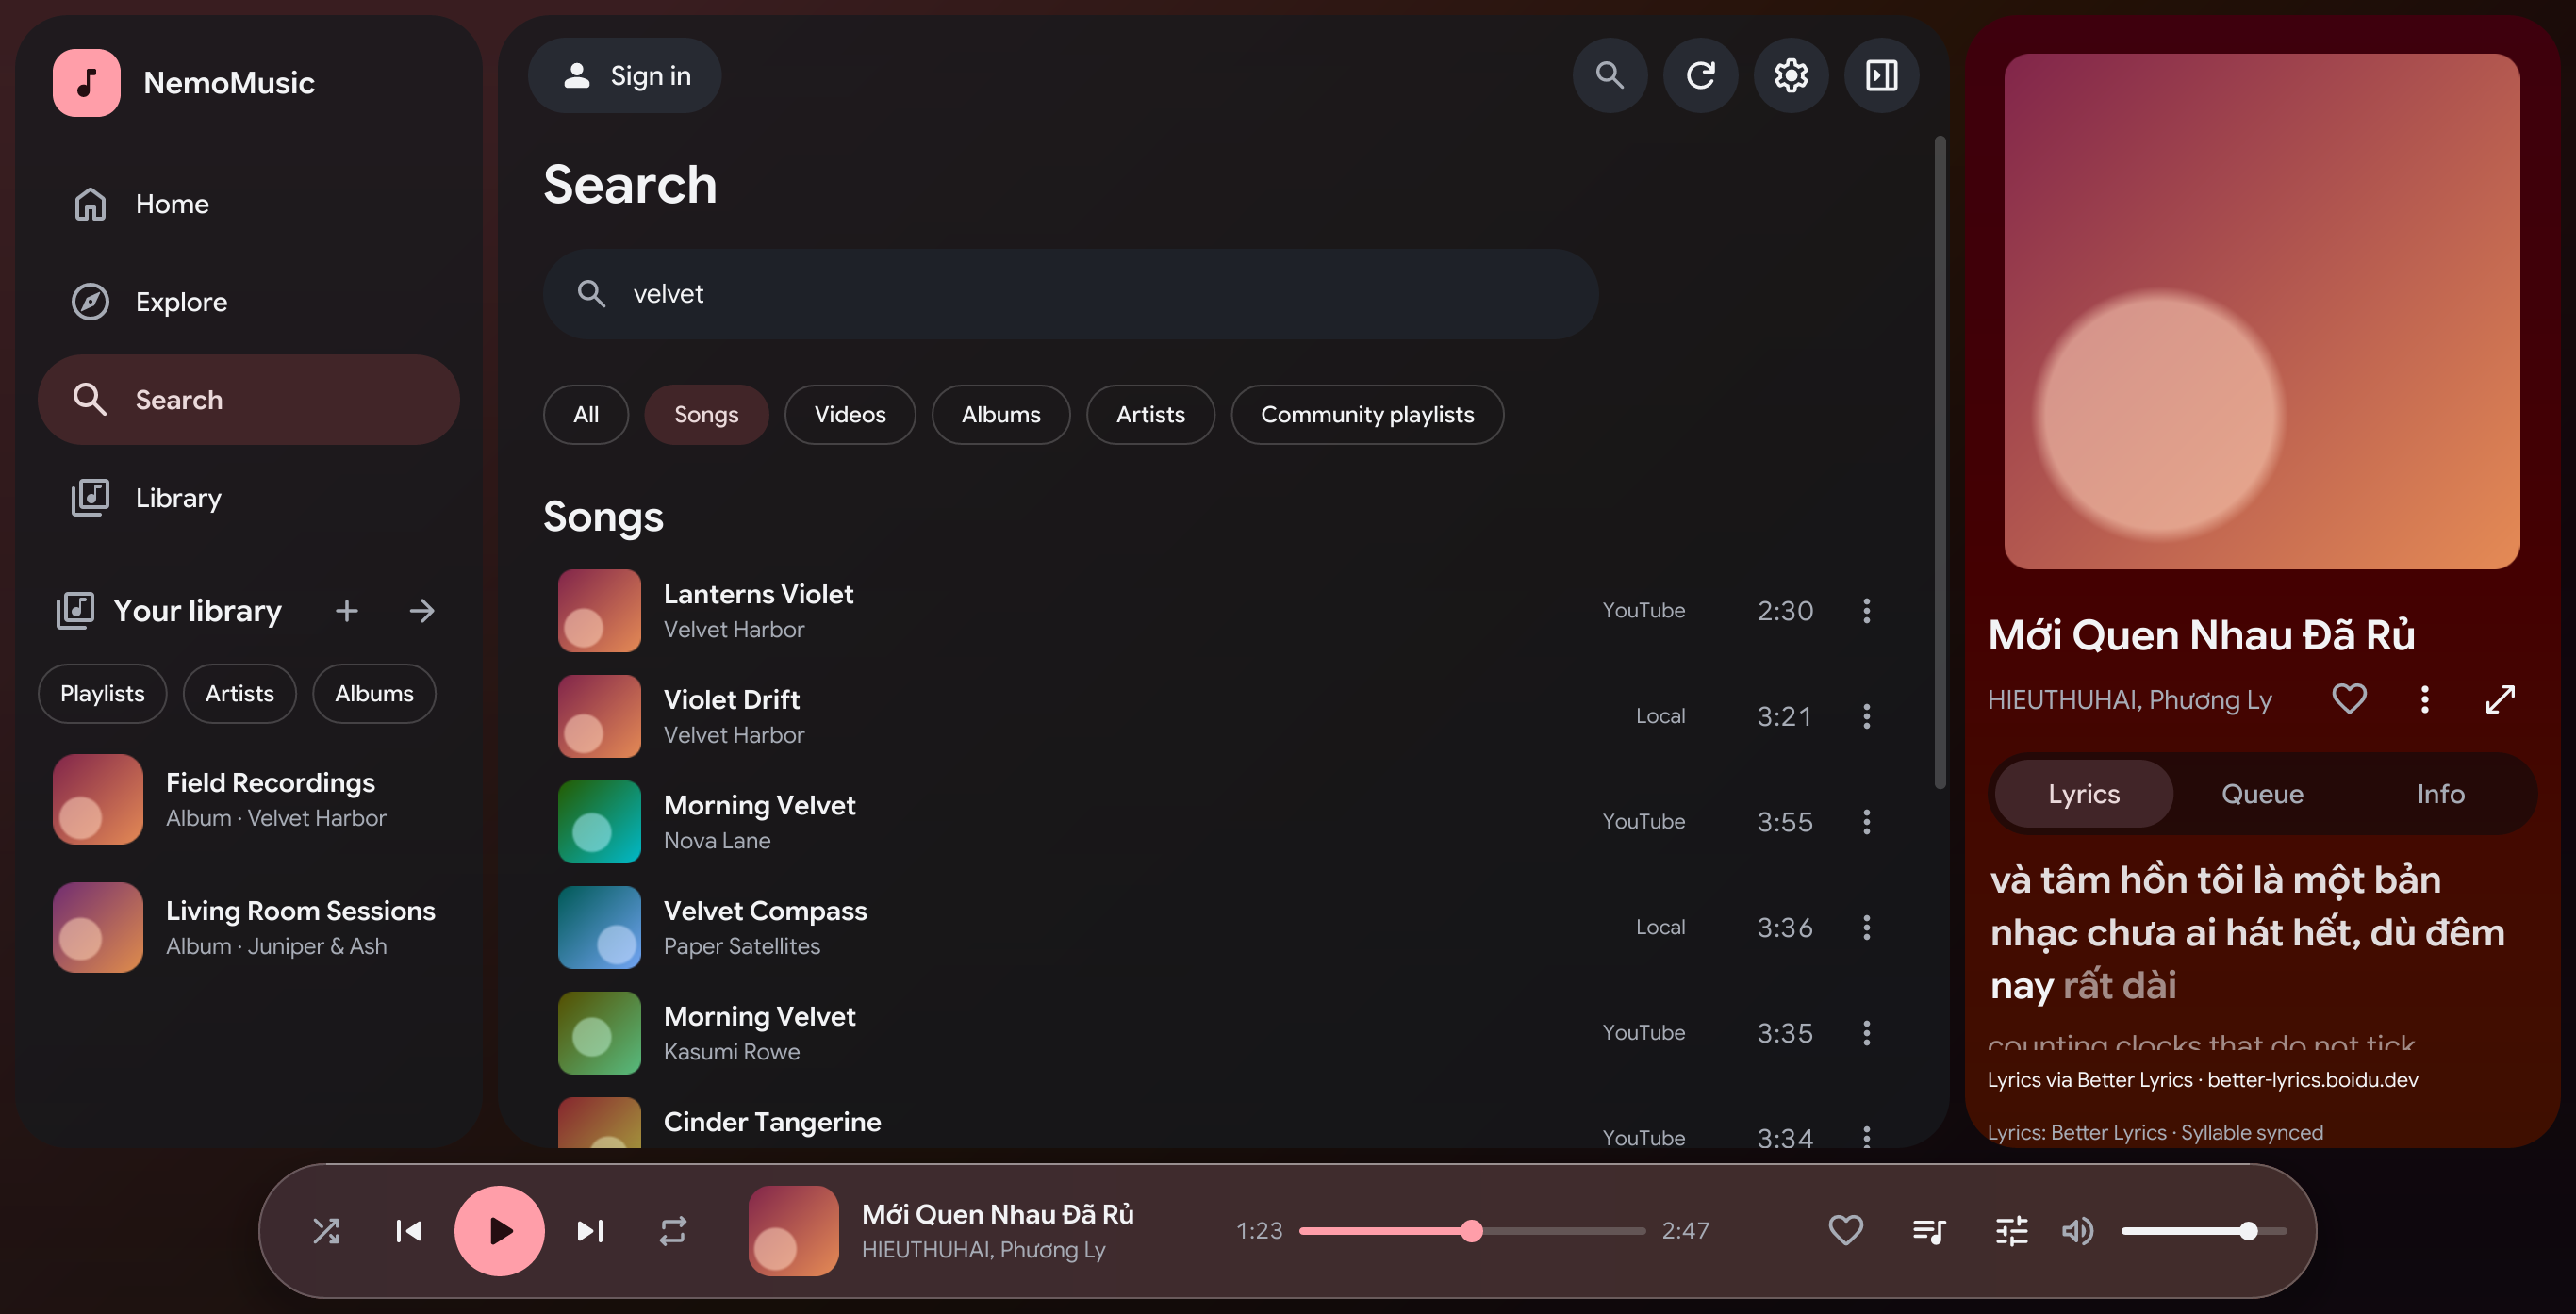 NemoMusic
Home
Explore
Search
Library
Your library
Playlists
Artists
Albums
Field Recordings
Album · Velvet Harbor
Living Room Sessions
Album · Juniper & Ash
Sign in
Search
velvet
All
Songs
Videos
Albums
Artists
Community playlists
Songs
Lanterns Violet
Velvet Harbor
YouTube
2:30
Violet Drift
Velvet Harbor
Local
3:21
Morning Velvet
Nova Lane
YouTube
3:55
Velvet Compass
Paper Satellites
Local
3:36
Morning Velvet
Kasumi Rowe
YouTube
3:35
Cinder Tangerine
YouTube
3:34
Mới Quen Nhau Đã Rủ
HIEUTHUHAI, Phương Ly
Lyrics
Queue
Info
và tâm hồn tôi là một bản
nhạc chưa ai hát hết, dù đêm
nay rất dài
counting clocks that do not tick
Lyrics via Better Lyrics · better-lyrics.boidu.dev
Lyrics: Better Lyrics · Syllable synced
Mới Quen Nhau Đã Rủ
HIEUTHUHAI, Phương Ly
1:23
2:47